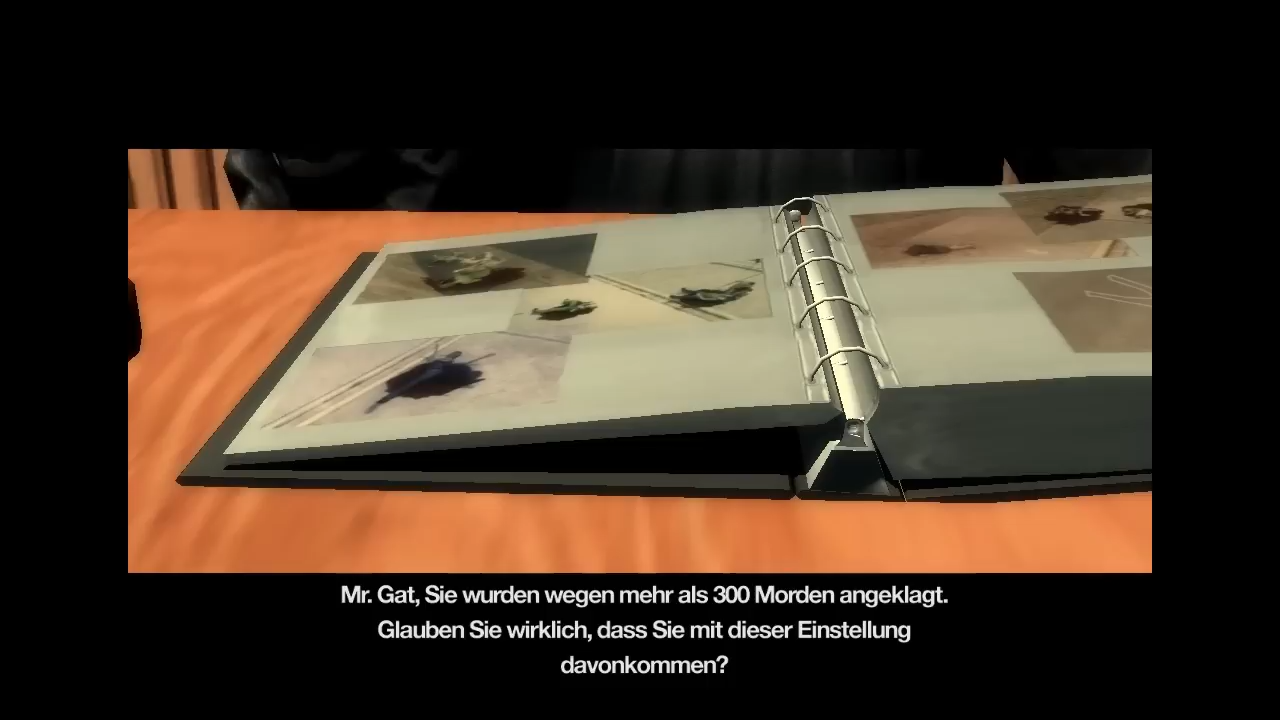 Mr. Gat, Sie wurden wegen mehr als 300 Morden angeklagt.
Glauben Sie wirklich, dass Sie mit dieser Einstellung
davonkommen?